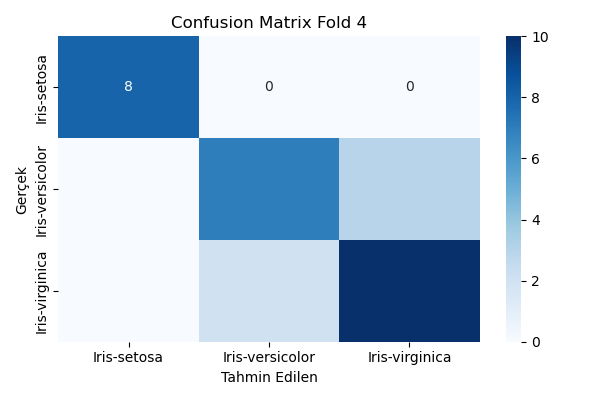 Confusion Matrix Fold 4
Iris-setosa
Iris-versicolor
Iris-virginica
Gerçek
8 0 0
10
8
6
4
2
0
Iris-setosa Iris-versicolor Iris-virginica
Tahmin Edilen